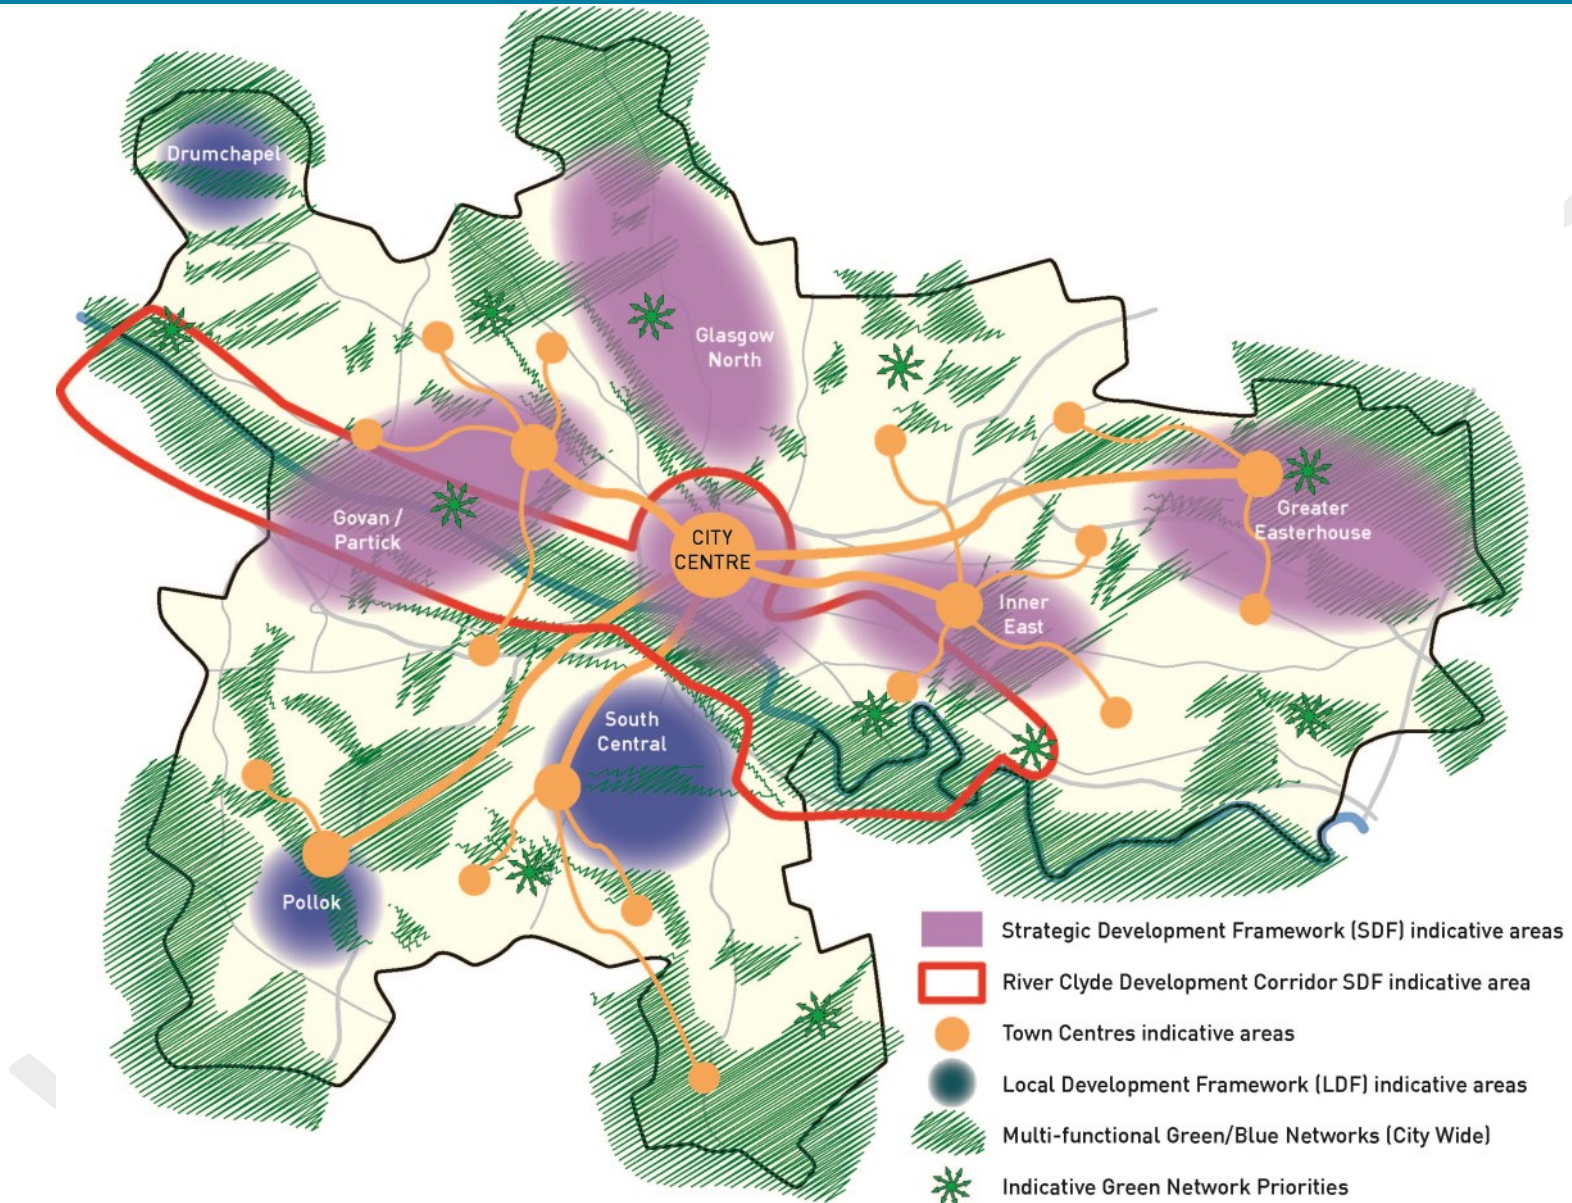 Drumchapel
Glasgow
North
Govan /
Partick
CITY
CENTRE
Greater
Easterhouse
Inner
East
South
Central
Pollok
Strategic Development Framework (SDF) indicative areas
River Clyde Development Corridor SDF indicative area
Town Centres indicative areas
Local Development Framework (LDF) indicative areas
Multi-functional Green/Blue Networks (City Wide)
Indicative Green Network Priorities